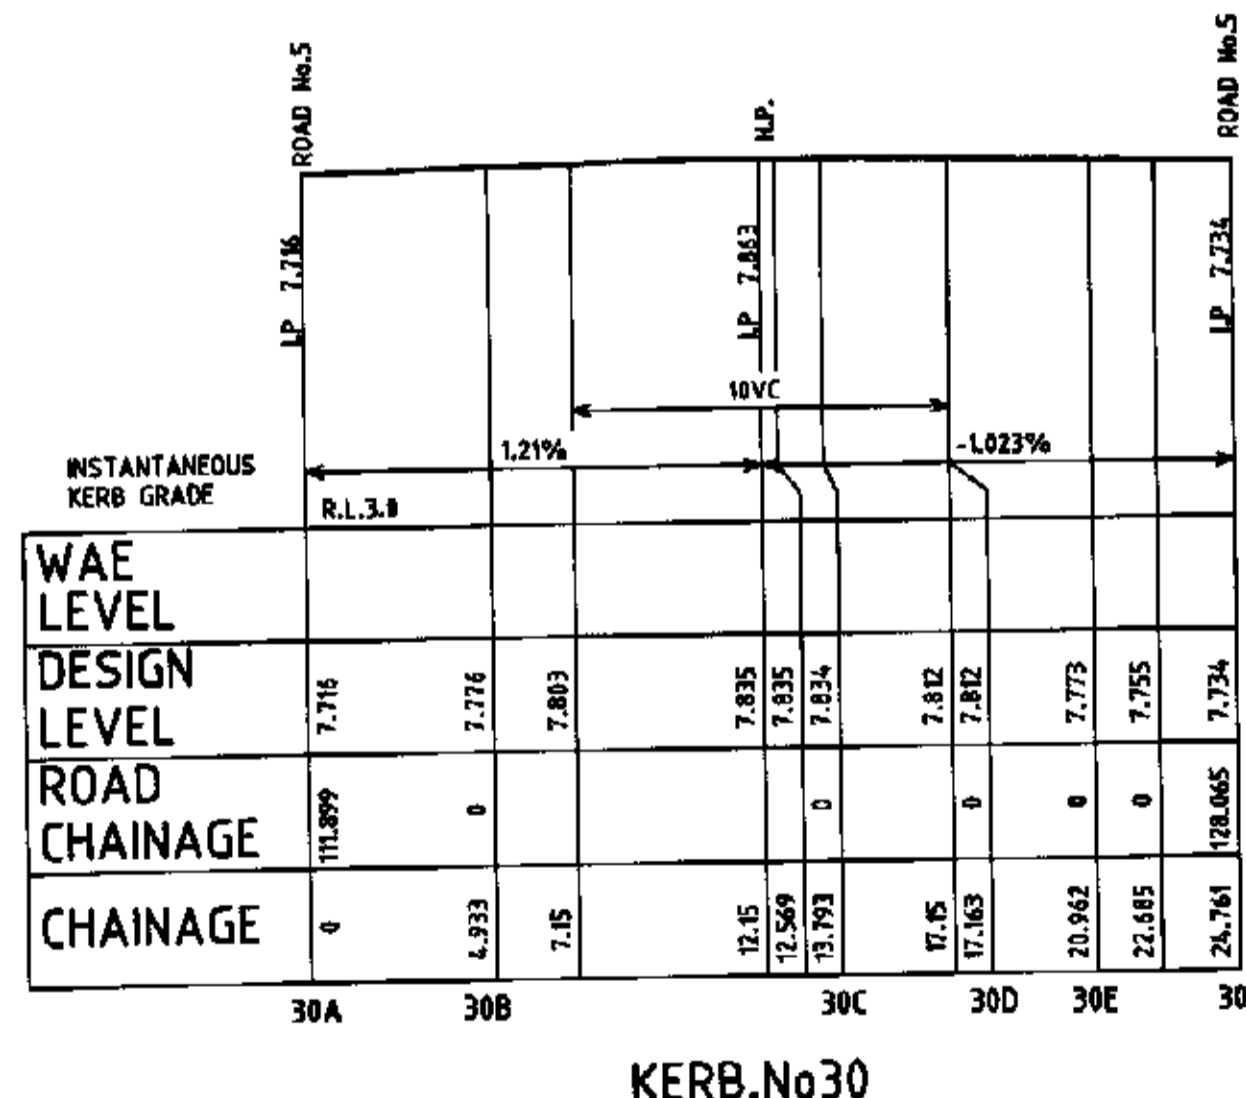 ROAD No.5
H.P.
ROAD No.5
I.P 7.716
I.P 7.863
I.P 7.734
10VC
1.21%
-1.023%
INSTANTANEOUS
KERB GRADE
R.L.3.0
WAE
LEVEL
DESIGN
LEVEL
7.716 7.776 7.803 7.835 7.835 7.834 7.812 7.812 7.773 7.755 7.734
ROAD
CHAINAGE
111.899 0 0 0 0 0 128.065
CHAINAGE
0 4.933 7.15 12.15 12.569 13.793 17.15 17.163 20.962 22.685 24.761
30A 30B 30C 30D 30E 30
KERB.No30